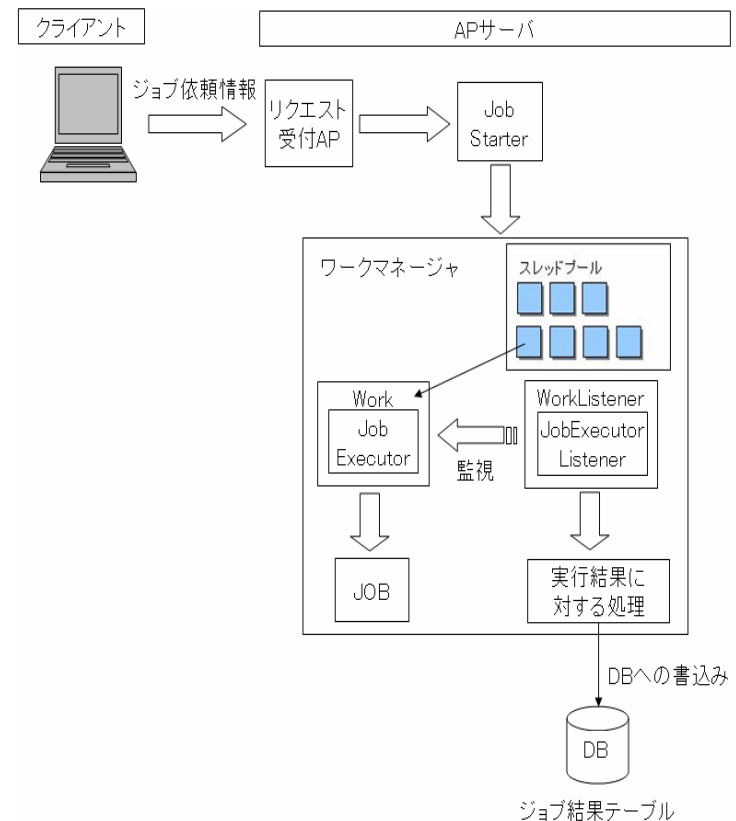 クライアント
APサーバ
ジョブ依頼情報
リクエスト
受付AP
Job
Starter
ワークマネージャ
スレッドプール
Work
Job
Executor
監視
WorkListener
JobExecutor
Listener
JOB
実行結果に
対する処理
DBへの書込み
DB
ジョブ結果テーブル